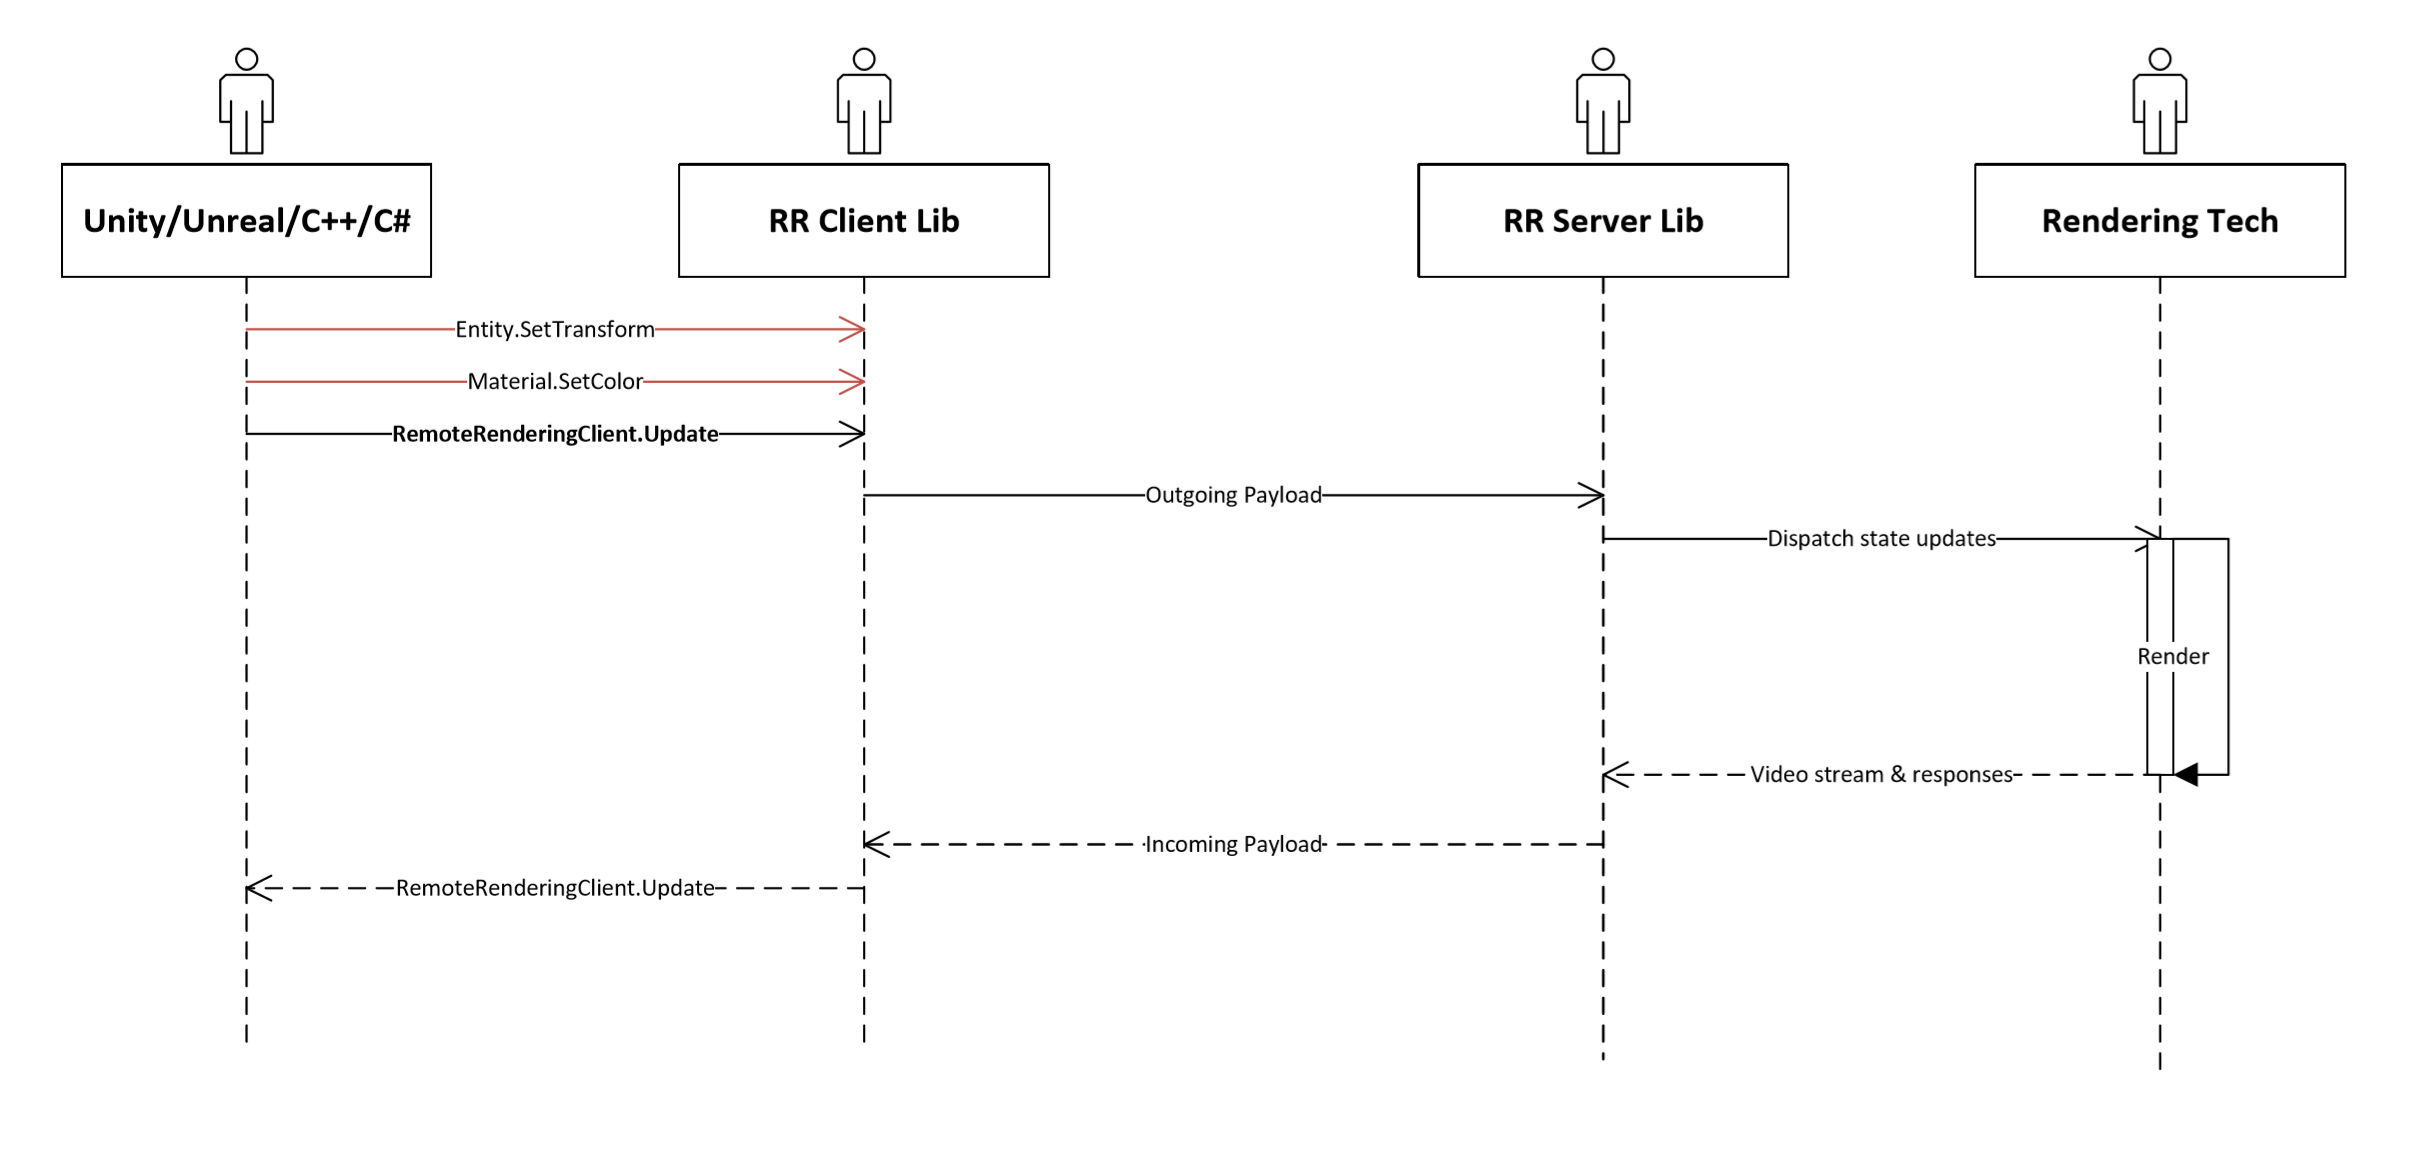 Unity/Unreal/C++/C#
RR Client Lib
RR Server Lib
Rendering Tech
Entity.SetTransform
Material.SetColor
RemoteRenderingClient.Update
Outgoing Payload
Dispatch state updates
Render
Video stream & responses
Incoming Payload
RemoteRenderingClient.Update